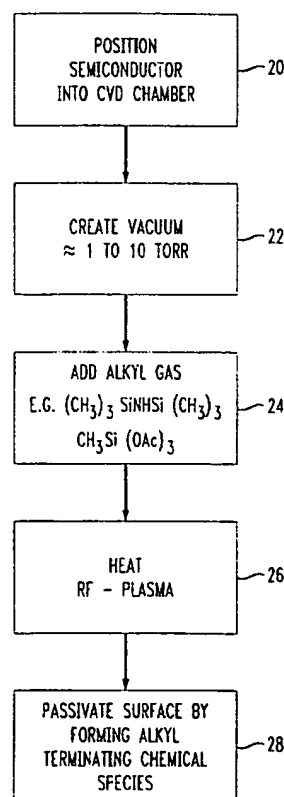 POSITION
SEMICONDUCTOR
INTO CVD CHAMBER
20
CREATE VACUUM
≈ 1 TO 10 TORR
22
ADD ALKYL GAS
E.G. (CH₃)₃ SiNHSi (CH₃)₃
CH₃Si (OAc)₃
24
HEAT
RF - PLASMA
26
PASSIVATE SURFACE BY
FORMING ALKYL
TERMINATING CHEMICAL
SPECIES
28